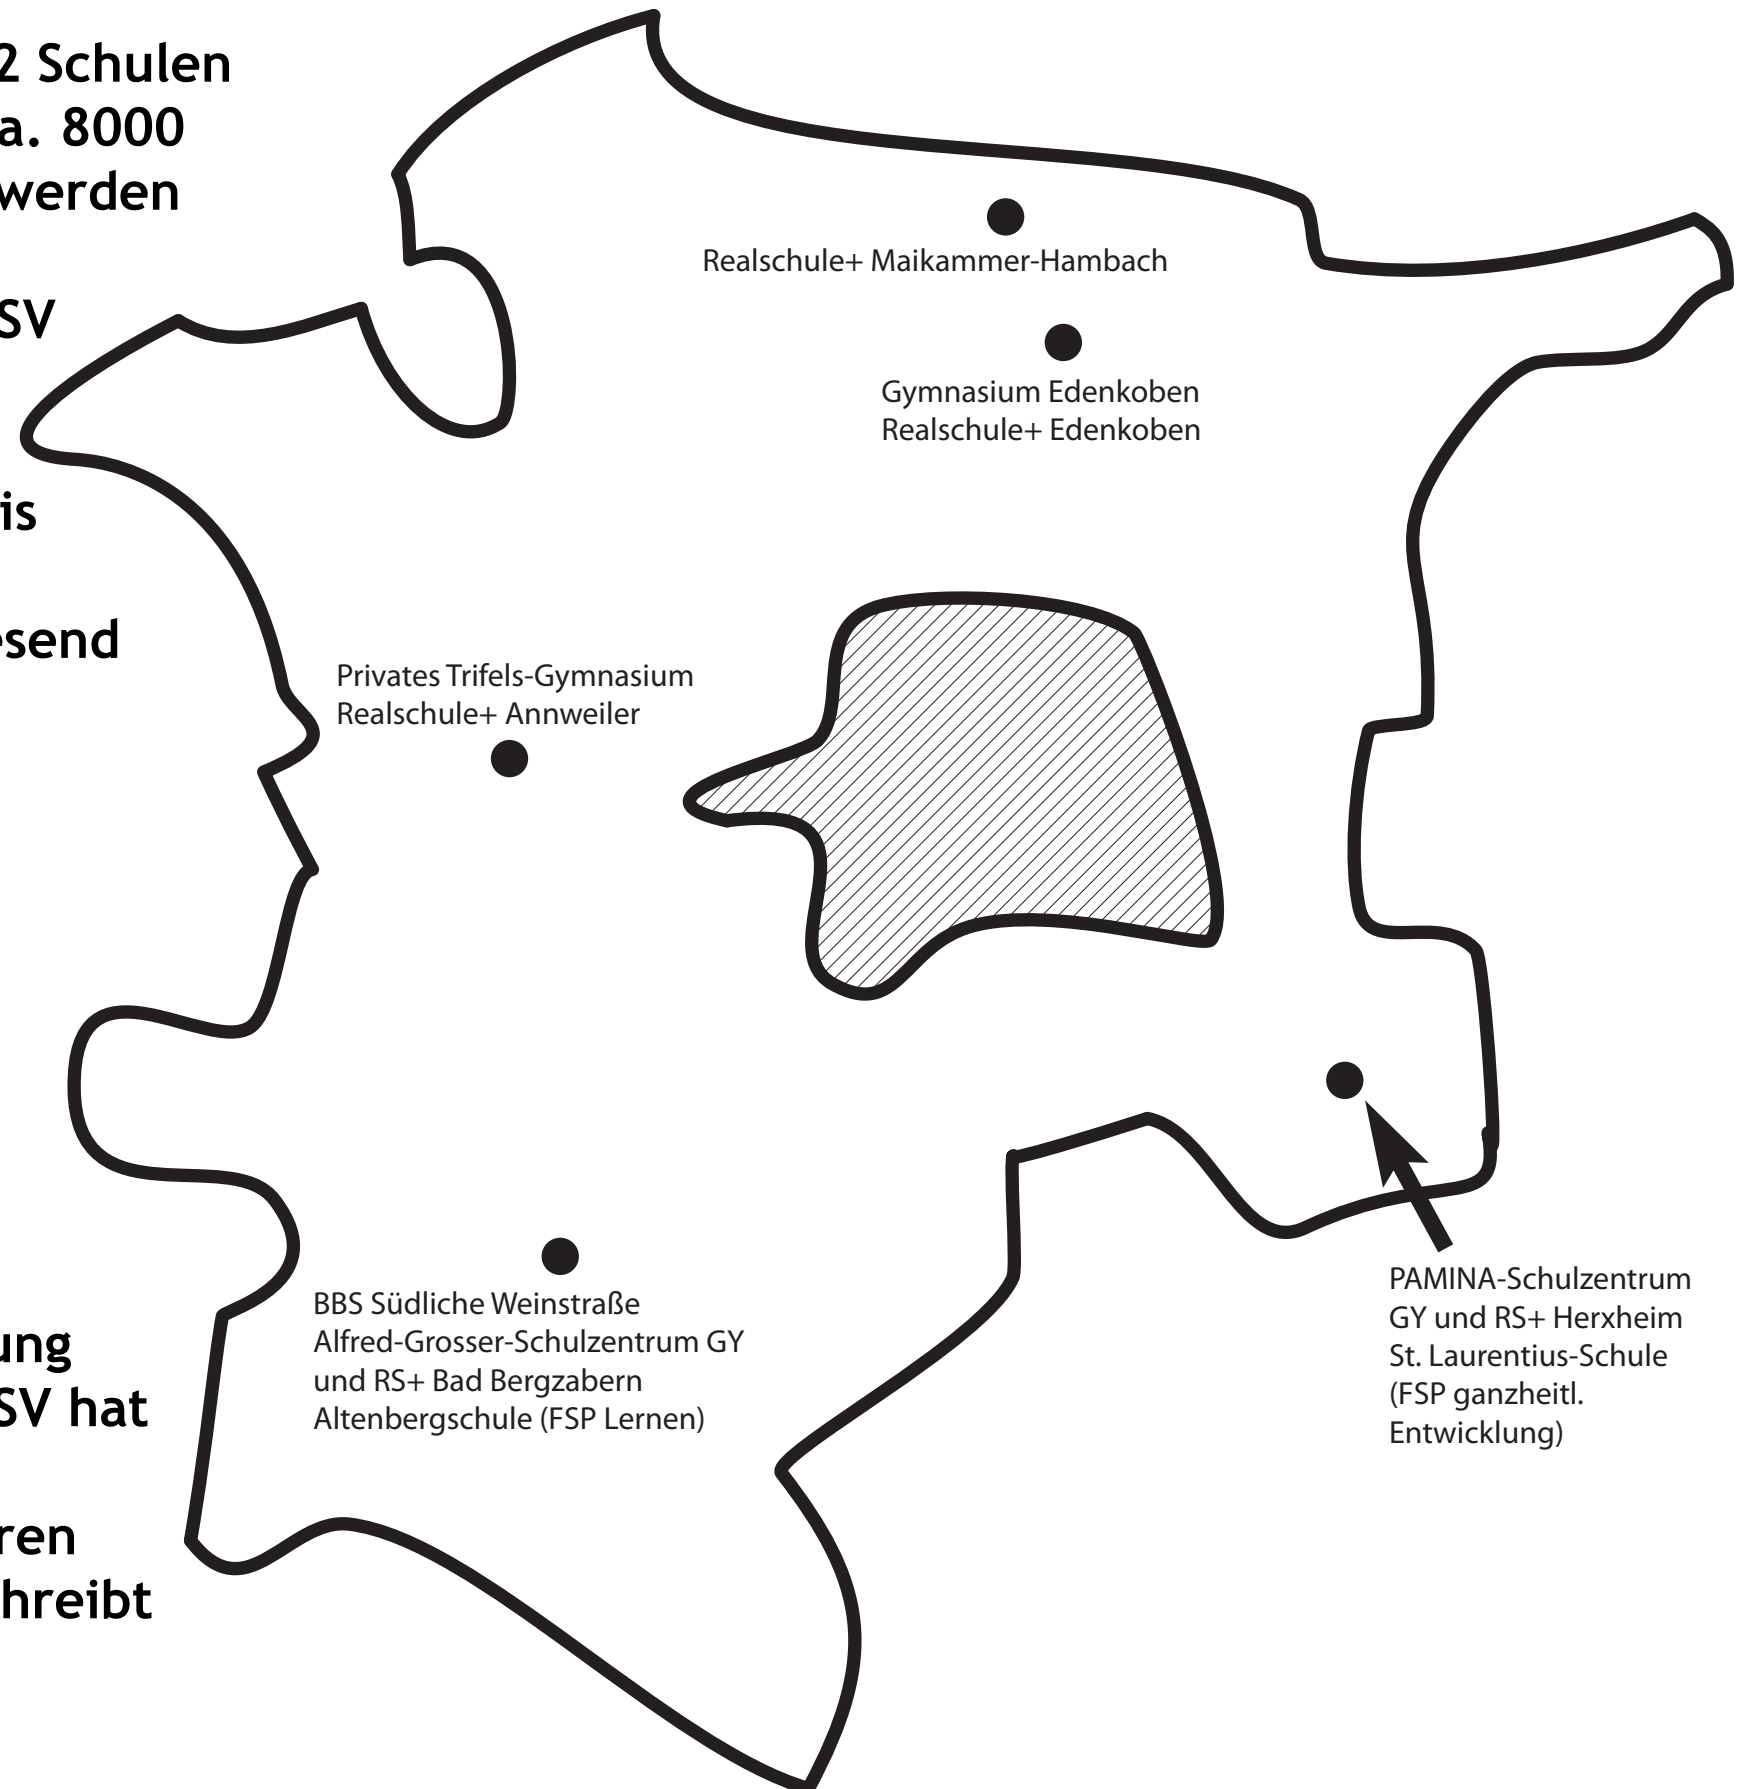 2 Schulen
a. 8000
werden
SV
is
esend
ung
SV hat
ren
hreibt
Realschule+ Maikammer-Hambach
Gymnasium Edenkoben
Realschule+ Edenkoben
Privates Trifels-Gymnasium
Realschule+ Annweiler
BBS Südliche Weinstraße
Alfred-Grosser-Schulzentrum GY
und RS+ Bad Bergzabern
Altenbergschule (FSP Lernen)
PAMINA-Schulzentrum
GY und RS+ Herxheim
St. Laurentius-Schule
(FSP ganzheitl.
Entwicklung)